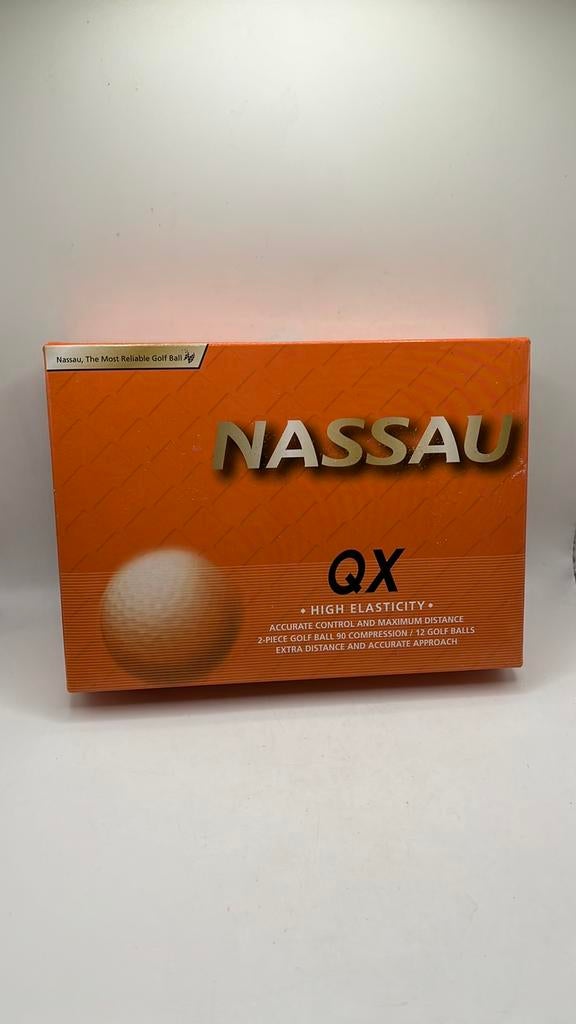 Nassau, The Most Reliable Golf Ball
NASSAU
QX
• HIGH ELASTICITY •
ACCURATE CONTROL AND MAXIMUM DISTANCE
2-PIECE GOLF BALL 90 COMPRESSION / 12 GOLF BALLS
EXTRA DISTANCE AND ACCURATE APPROACH